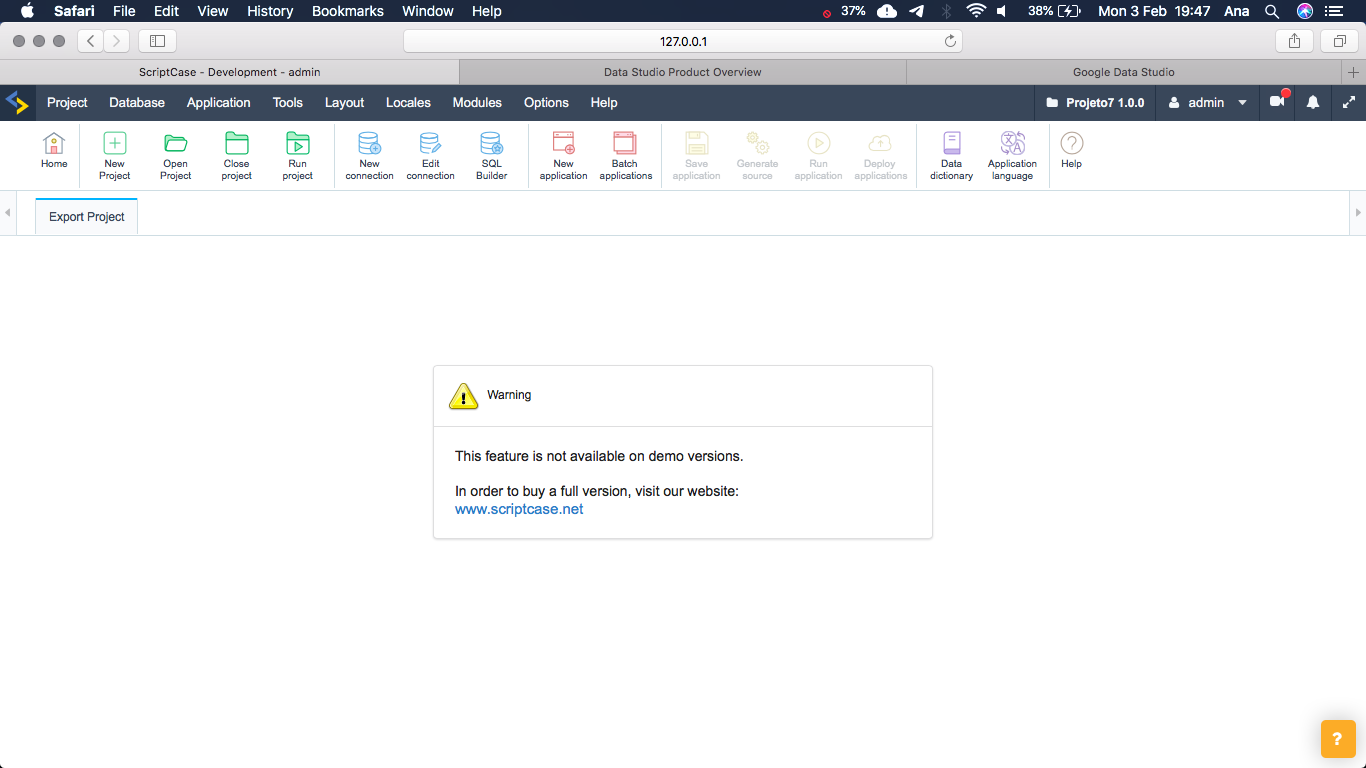 Safari File Edit View History Bookmarks Window Help 37% 38% Mon 3 Feb 19:47 Ana
127.0.0.1
ScriptCase - Development - admin Data Studio Product Overview Google Data Studio
Project Database Application Tools Layout Locales Modules Options Help Projeto7 1.0.0 admin
Home New Open Close Run New Edit SQL New Batch Save Generate Run Deploy Data Application Help
Project Project project project connection connection Builder application applications application source application applications dictionary language
Export Project
Warning
This feature is not available on demo versions.
In order to buy a full version, visit our website:
www.scriptcase.net
?